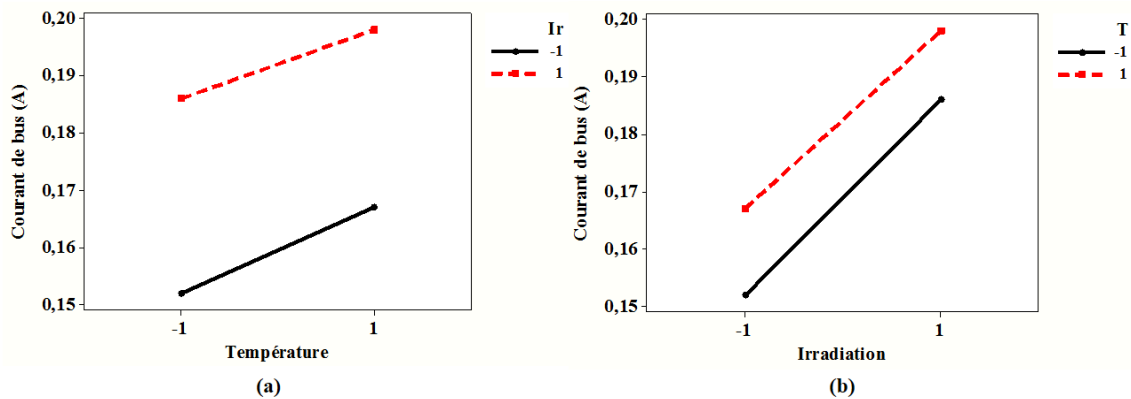 Courant de bus (A)
0,20
0,19
0,18
0,17
0,16
0,15
-1
1
Température
Ir
-1
1
(a)
Courant de bus (A)
0,20
0,19
0,18
0,17
0,16
0,15
-1
1
Irradiation
T
-1
1
(b)